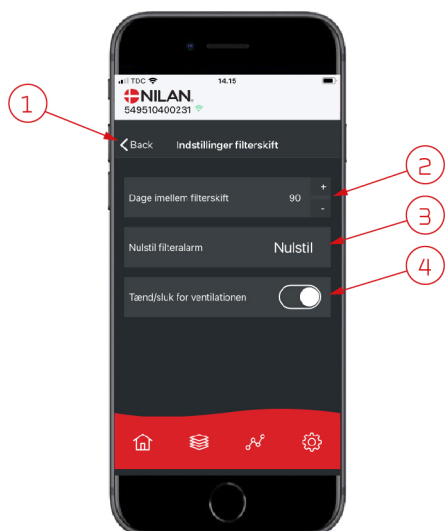 TDC 14.15
NILAN.
549510400231
Back Indstillinger filterskift
Dage imellem filterskift 90 + -
Nulstil filteralarm Nulstil
Tænd/sluk for ventilationen
1
2
3
4